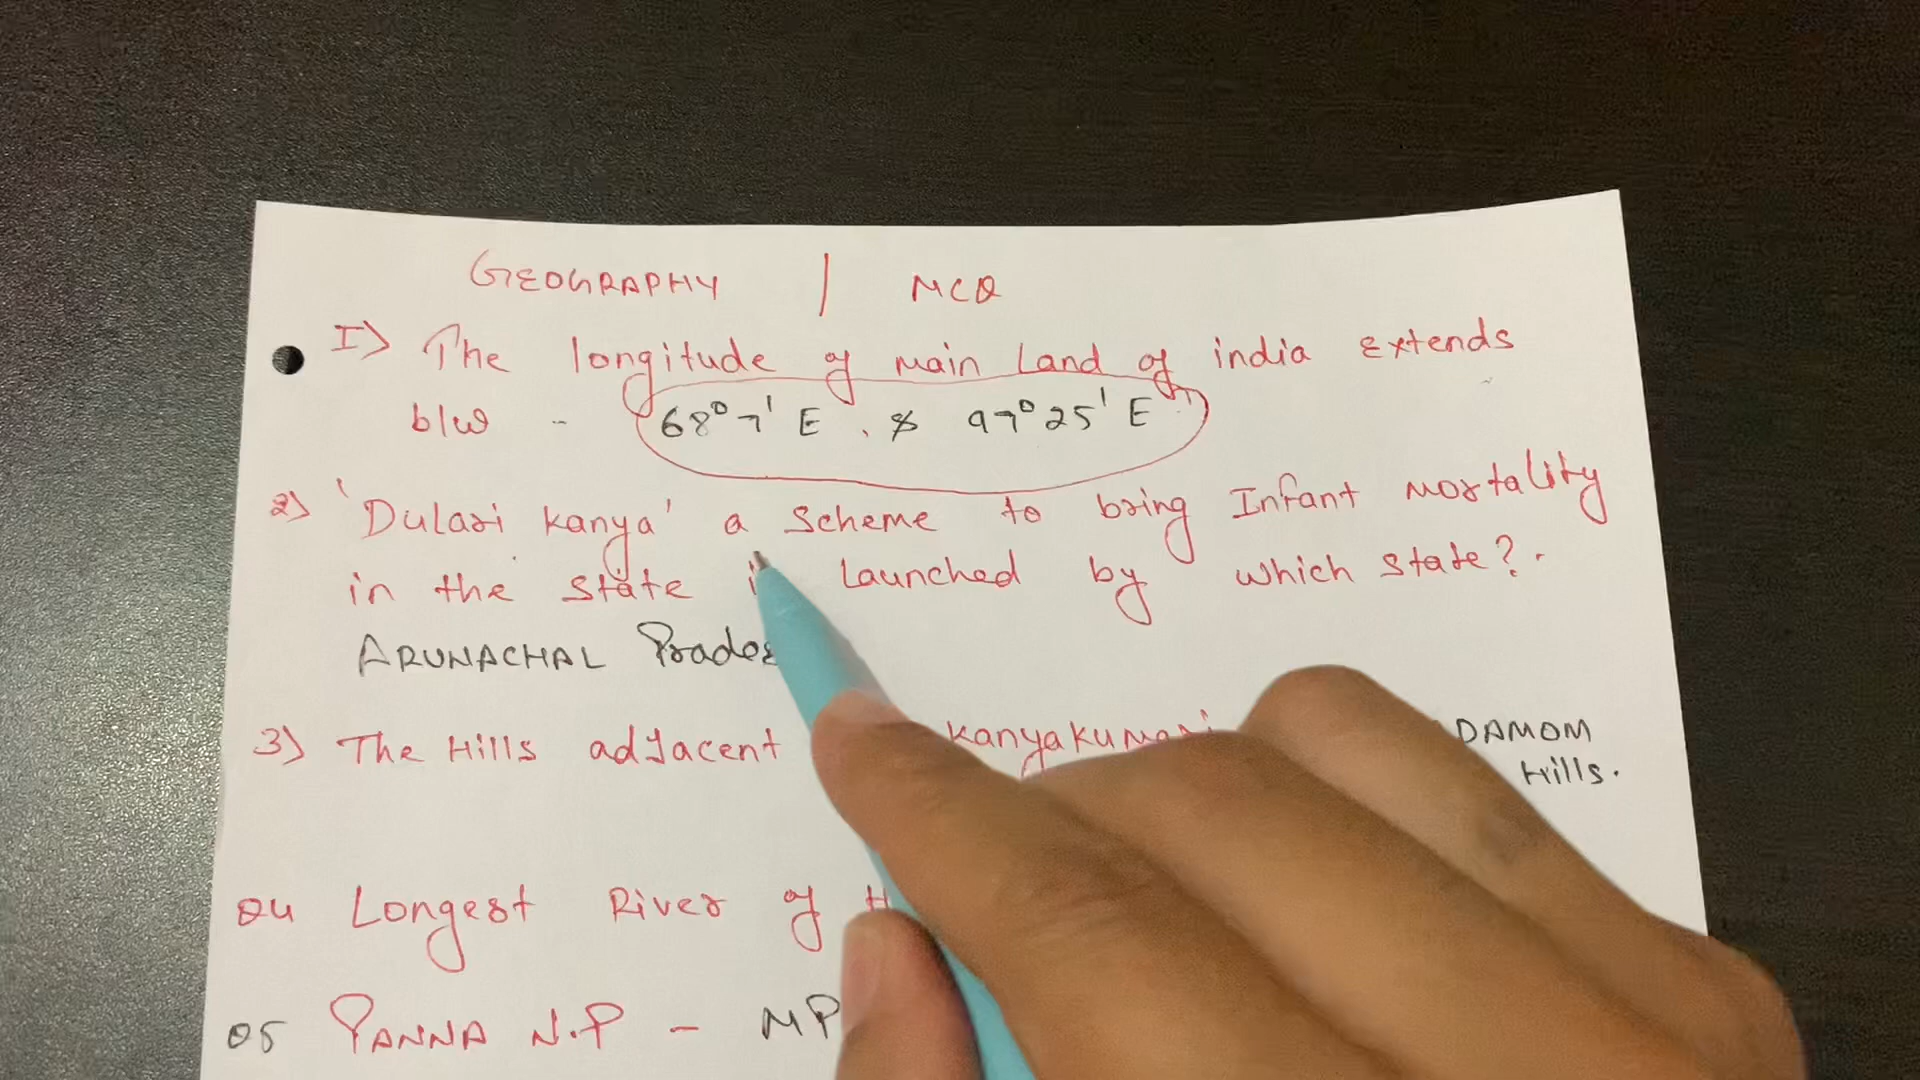 GEOGRAPHY | MCQ
I) The longitude of main Land of india extends
b/w - 68°7' E . & 97°25' E
2) 'Dulari kanya' a scheme to bring Infant mortality
in the state Launched by which state?.
ARUNACHAL
3) The Hills adjacent kanyakumari DAMOM
Hills.
04 Longest River of
05 PANNA N.P - MP